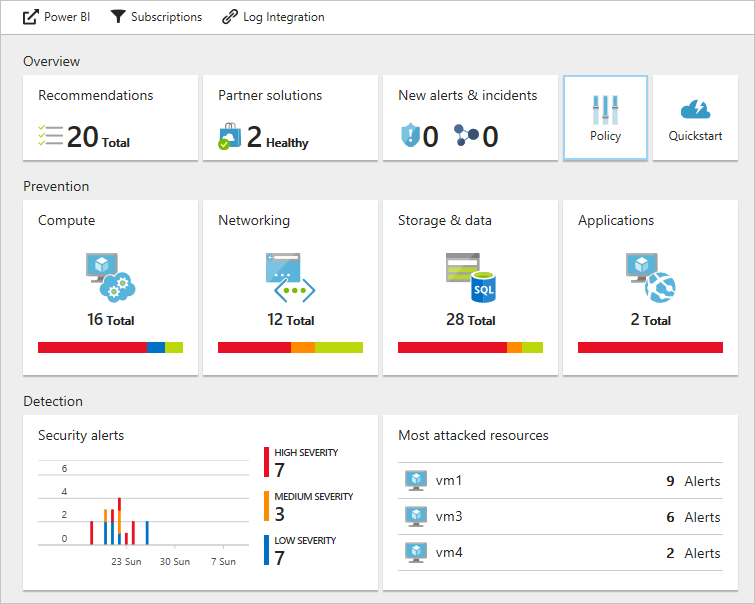 Power BI Subscriptions Log Integration
Overview
Recommendations
20 Total
Partner solutions
2 Healthy
New alerts & incidents
0 0
Policy
Quickstart
Prevention
Compute
16 Total
Networking
12 Total
Storage & data
SQL
28 Total
Applications
2 Total
Detection
Security alerts
6
4
2
0
23 Sun 30 Sun 7 Sun
HIGH SEVERITY
7
MEDIUM SEVERITY
3
LOW SEVERITY
7
Most attacked resources
vm1 9 Alerts
vm3 6 Alerts
vm4 2 Alerts